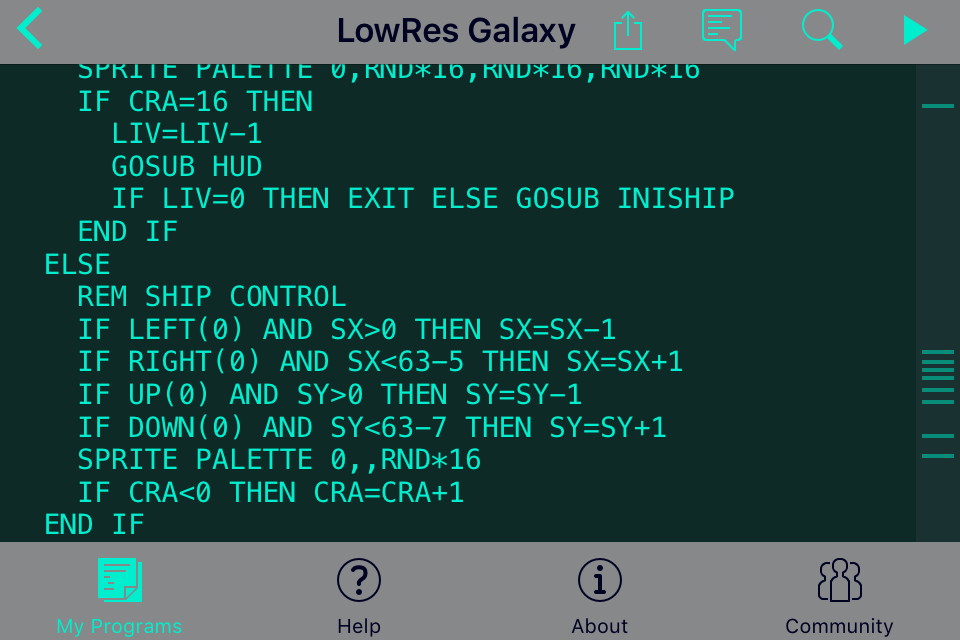 LowRes Galaxy
SPRITE PALETTE 0,RND*16,RND*16,RND*16
IF CRA=16 THEN
LIV=LIV-1
GOSUB HUD
IF LIV=0 THEN EXIT ELSE GOSUB INISHIP
END IF
ELSE
REM SHIP CONTROL
IF LEFT(0) AND SX>0 THEN SX=SX-1
IF RIGHT(0) AND SX<63-5 THEN SX=SX+1
IF UP(0) AND SY>0 THEN SY=SY-1
IF DOWN(0) AND SY<63-7 THEN SY=SY+1
SPRITE PALETTE 0,,RND*16
IF CRA<0 THEN CRA=CRA+1
END IF
My Programs
Help
About
Community